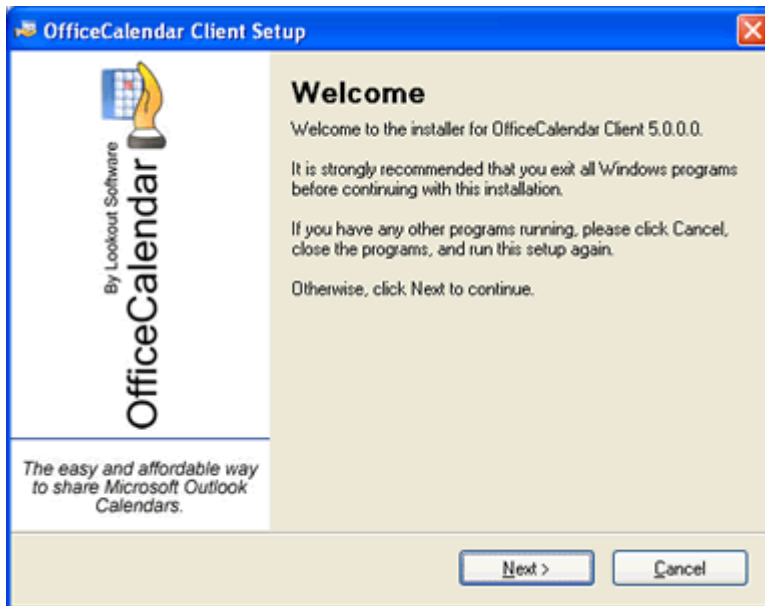 OfficeCalendar Client Setup
By Lookout Software
OfficeCalendar
The easy and affordable way
to share Microsoft Outlook
Calendars.
Welcome
Welcome to the installer for OfficeCalendar Client 5.0.0.0.
It is strongly recommended that you exit all Windows programs
before continuing with this installation.
If you have any other programs running, please click Cancel,
close the programs, and run this setup again.
Otherwise, click Next to continue.
Next >
Cancel